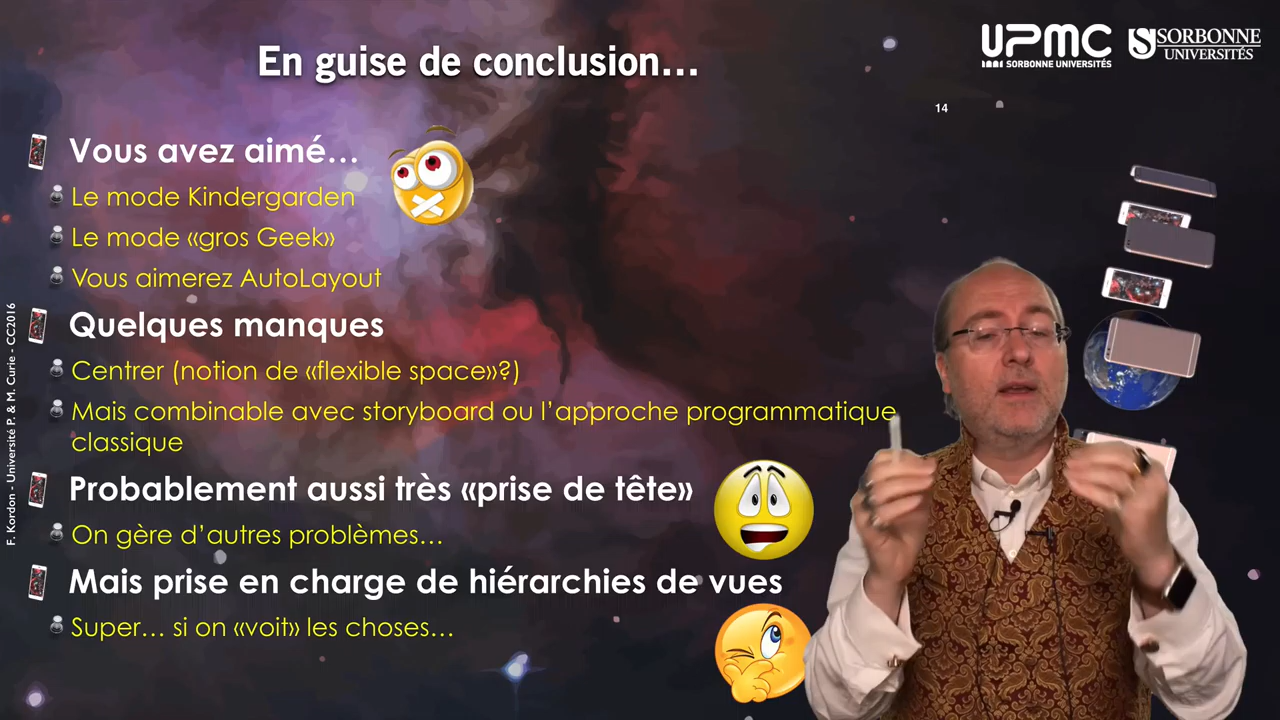 En guise de conclusion...
UPMC
SORBONNE UNIVERSITÉS
SORBONNE
UNIVERSITÉS
14
Vous avez aimé...
Le mode Kindergarden
Le mode «gros Geek»
Vous aimerez AutoLayout
Quelques manques
Centrer (notion de «flexible space»?)
Mais combinable avec storyboard ou l'approche programmatique
classique
Probablement aussi très «prise de tête»
On gère d'autres problèmes...
Mais prise en charge de hiérarchies de vues
Super... si on «voit» les choses...
F. Kordon - Université P. & M. Curie - CC2016